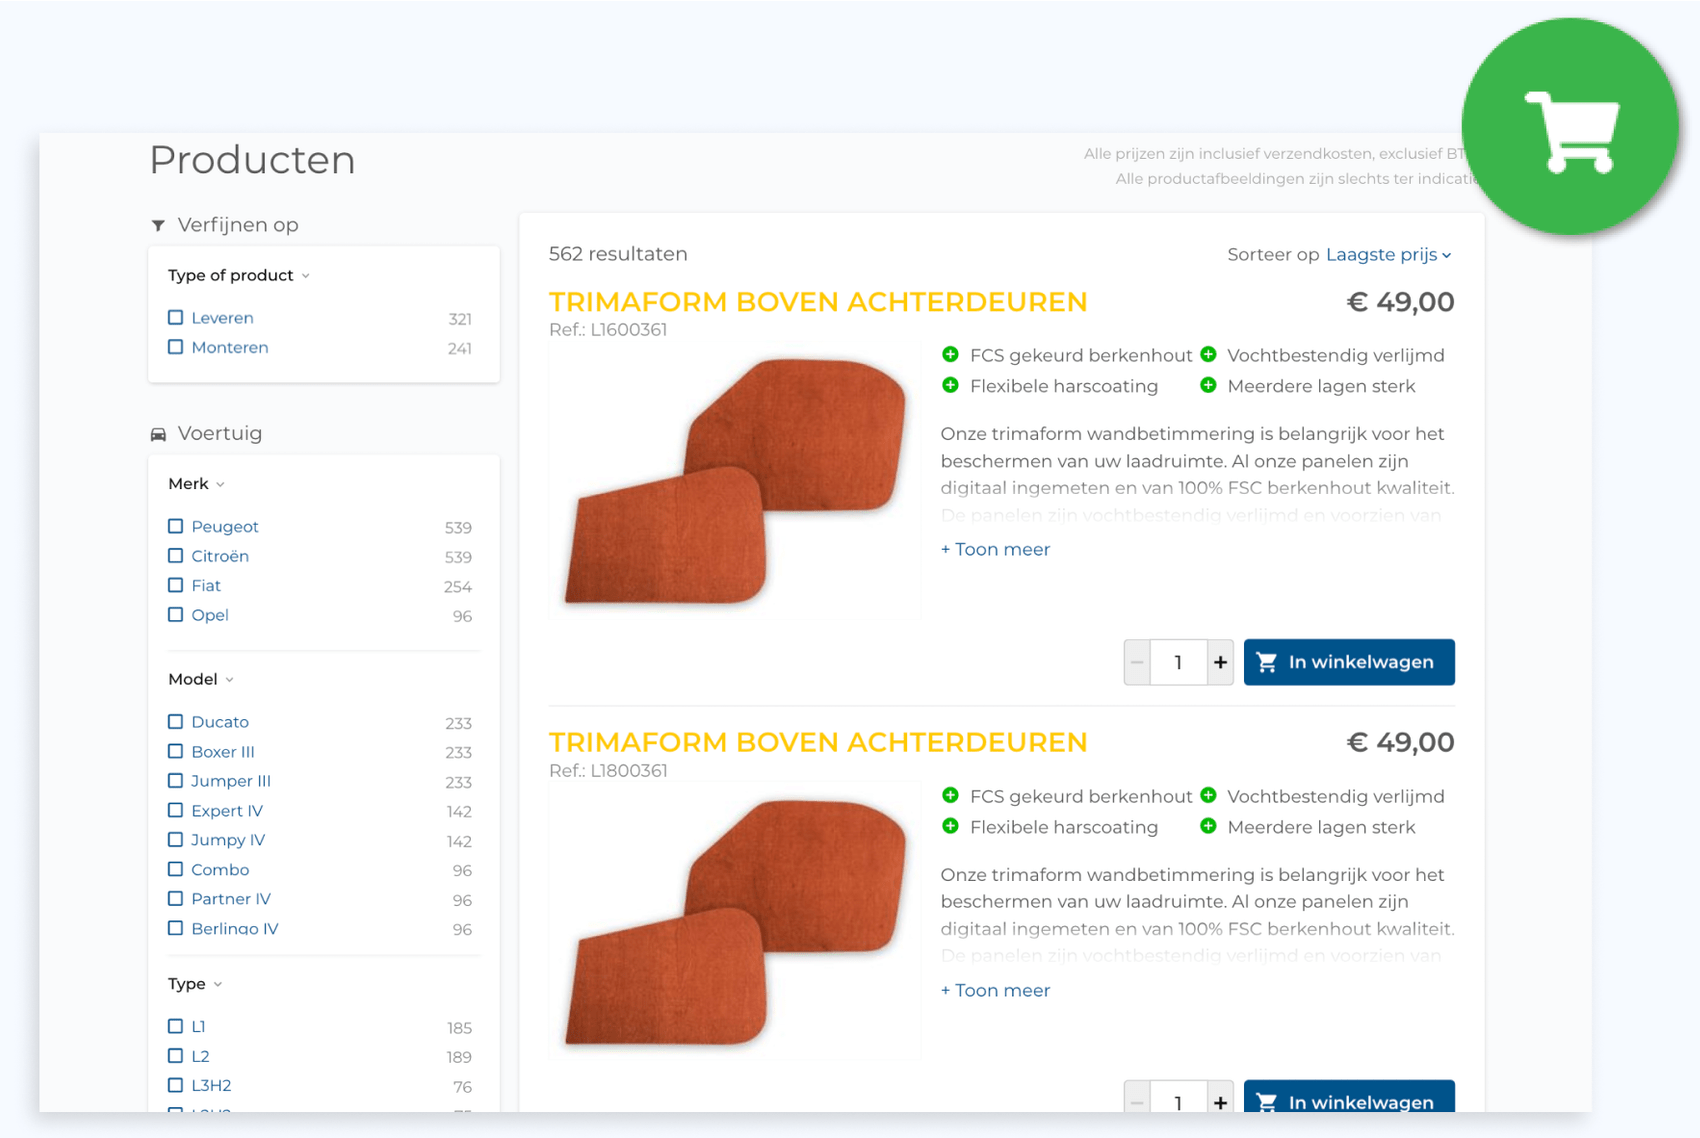 Producten
Alle prijzen zijn inclusief verzendkosten, exclusief
Alle productafbeeldingen zijn slechts ter
Verfijnen op
Type of product
Leveren 321
Monteren 241
Voertuig
Merk
Peugeot 539
Citroën 539
Fiat 254
Opel 96
Model
Ducato 233
Boxer III 233
Jumper III 233
Expert IV 142
Jumpy IV 142
Combo 96
Partner IV 96
Berlingo IV 96
Type
L1 185
L2 189
L3H2 76
562 resultaten
Sorteer op Laagste prijs
TRIMAFORM BOVEN ACHTERDEUREN € 49,00
Ref.: L1600361
FCS gekeurd berkenhout Vochtbestendig verlijmd
Flexibele harscoating Meerdere lagen sterk
Onze trimaform wandbetimmering is belangrijk voor het
beschermen van uw laadruimte. Al onze panelen zijn
digitaal ingemeten en van 100% FSC berkenhout kwaliteit.
De panelen zijn vochtbestendig verlijmd en voorzien van
+ Toon meer
- 1 + In winkelwagen
TRIMAFORM BOVEN ACHTERDEUREN € 49,00
Ref.: L1800361
FCS gekeurd berkenhout Vochtbestendig verlijmd
Flexibele harscoating Meerdere lagen sterk
Onze trimaform wandbetimmering is belangrijk voor het
beschermen van uw laadruimte. Al onze panelen zijn
digitaal ingemeten en van 100% FSC berkenhout kwaliteit.
De panelen zijn vochtbestendig verlijmd en voorzien van
+ Toon meer
- 1 + In winkelwagen